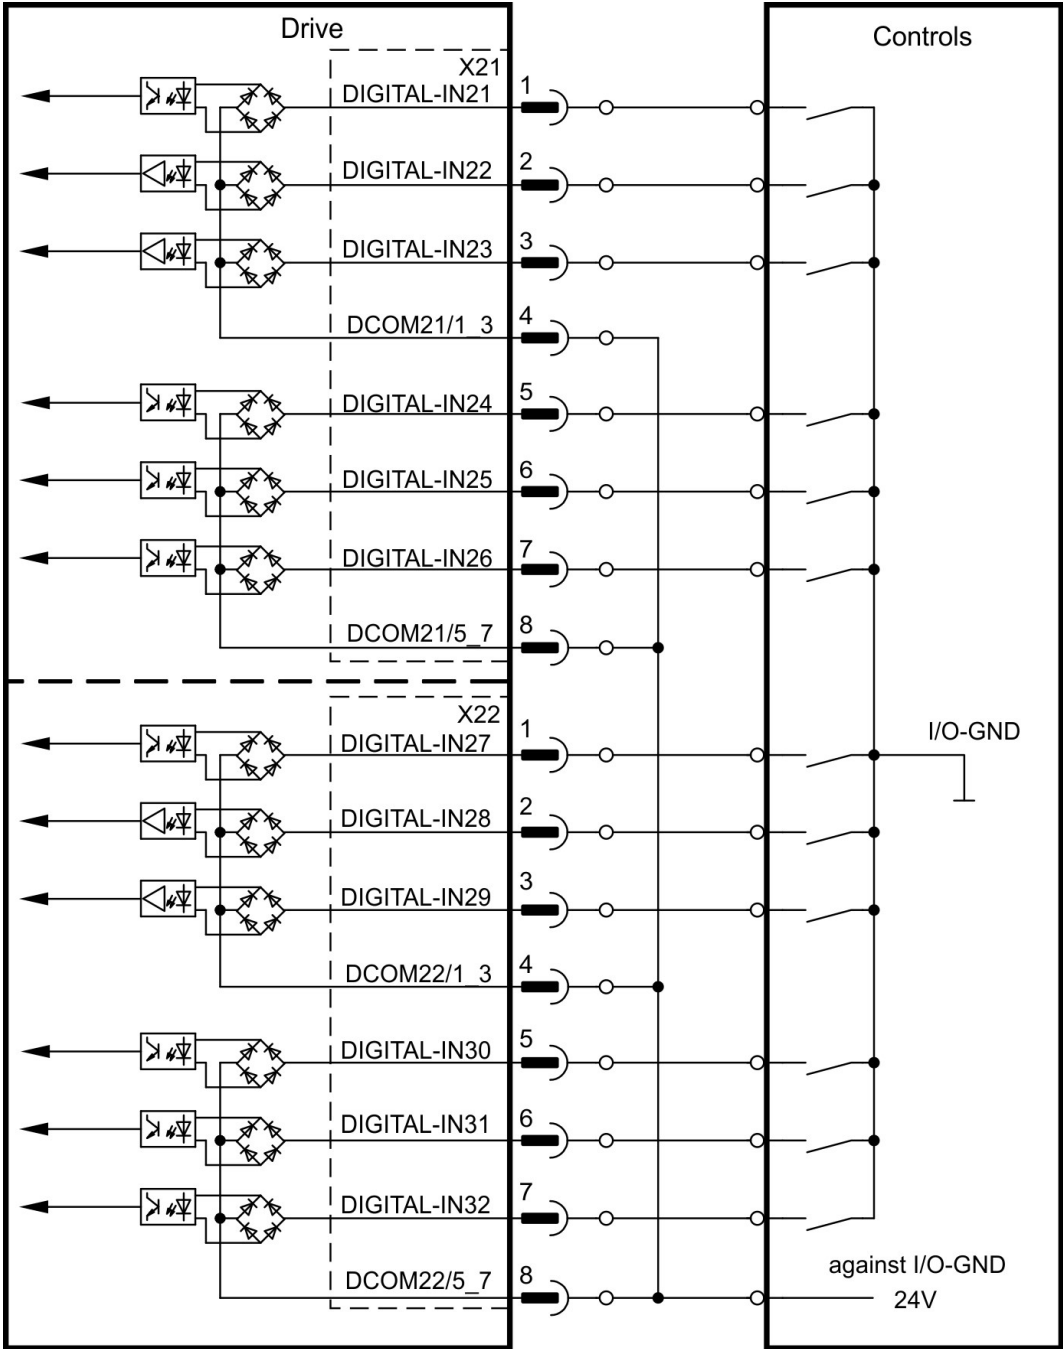 Drive
Controls
X21
DIGITAL-IN21 1
DIGITAL-IN22 2
DIGITAL-IN23 3
DCOM21/1_3 4
DIGITAL-IN24 5
DIGITAL-IN25 6
DIGITAL-IN26 7
DCOM21/5_7 8
X22
DIGITAL-IN27 1
I/O-GND
DIGITAL-IN28 2
DIGITAL-IN29 3
DCOM22/1_3 4
DIGITAL-IN30 5
DIGITAL-IN31 6
DIGITAL-IN32 7
DCOM22/5_7 8
against I/O-GND
24V